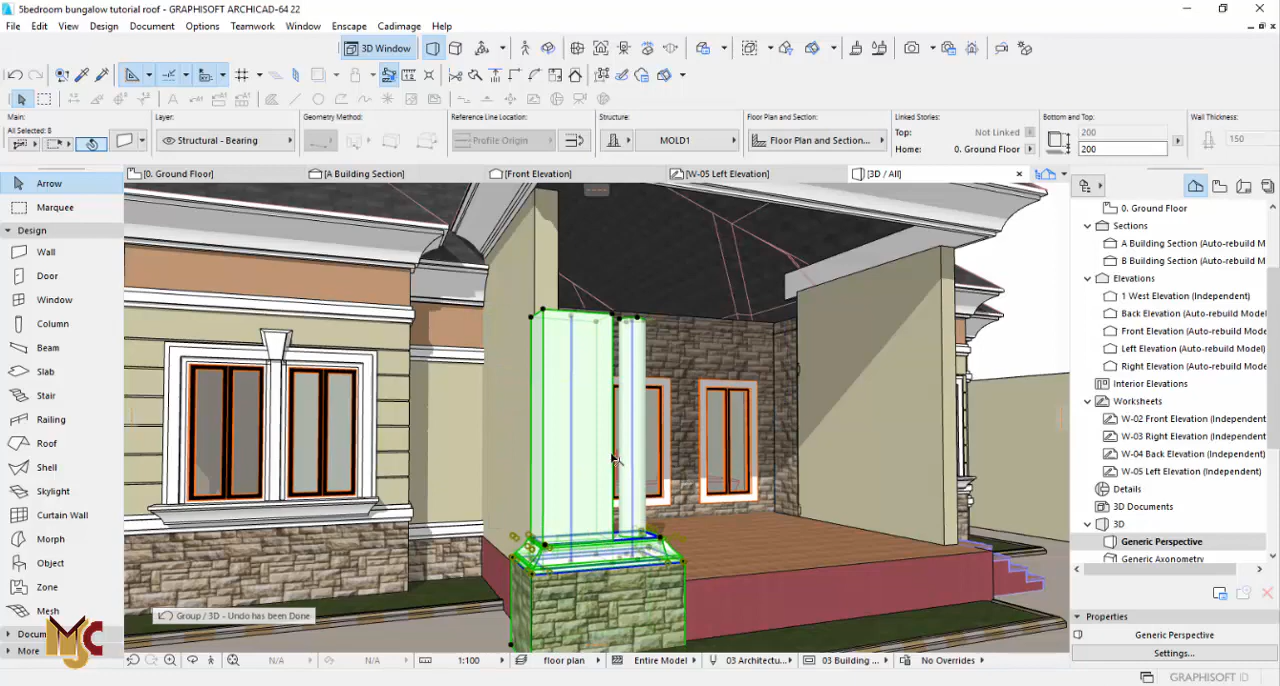 5bedroom bungalow tutorial roof - GRAPHISOFT ARCHICAD-64 22
File Edit View Design Document Options Teamwork Window Enscape Cadimage Help
3D Window
Main:
All Selected: 8
Layer:
Structural - Bearing
Geometry Method:
Reference Line Location:
Profile Origin
Structure:
MOLD1
Floor Plan and Section:
Floor Plan and Section...
Linked Stories:
Top: Not Linked
Home: 0. Ground Floor
Bottom and Top:
200
200
Wall Thickness:
150
[0. Ground Floor]
[A Building Section]
[Front Elevation]
[W-05 Left Elevation]
[3D / All]
Arrow
Marquee
Design
Wall
Door
Window
Column
Beam
Slab
Stair
Railing
Roof
Shell
Skylight
Curtain Wall
Morph
Object
Zone
Mesh
Docum
More
MSC
Group / 3D - Undo has been Done
0. Ground Floor
Sections
A Building Section (Auto-rebuild M
B Building Section (Auto-rebuild M
Elevations
1 West Elevation (Independent)
Back Elevation (Auto-rebuild Mode
Front Elevation (Auto-rebuild Mode
Left Elevation (Auto-rebuild Model)
Right Elevation (Auto-rebuild Mode
Interior Elevations
Worksheets
W-02 Front Elevation (Independent
W-03 Right Elevation (Independent
W-04 Back Elevation (Independent)
W-05 Left Elevation (Independent)
Details
3D Documents
3D
Generic Perspective
Generic Axonometry
Properties
Generic Perspective
Settings...
N/A
N/A
1:100
floor plan
Entire Model
03 Architectu...
03 Building ...
No Overrides
GRAPHISOFT ID